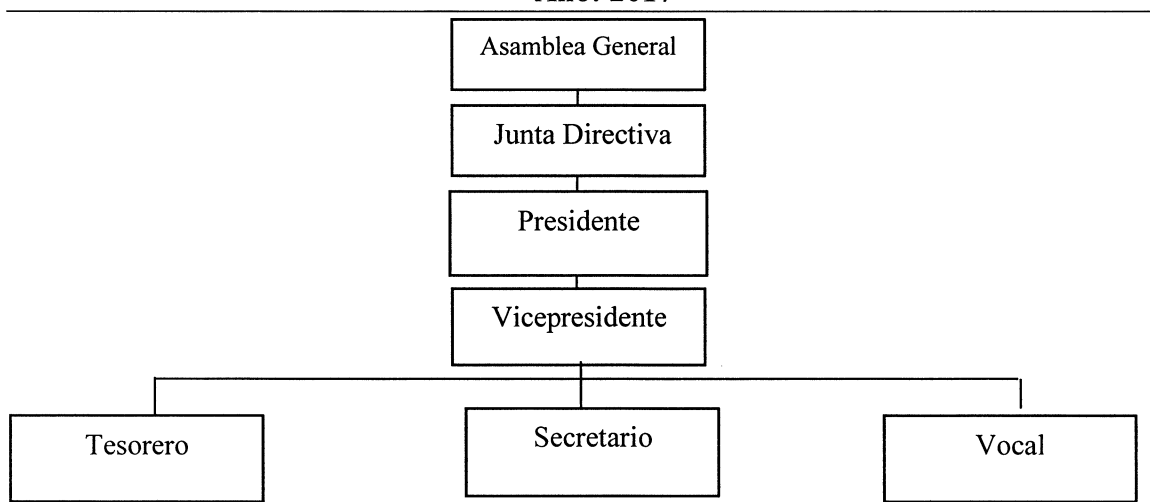 Asamblea General
Junta Directiva
Presidente
Vicepresidente
Tesorero
Secretario
Vocal